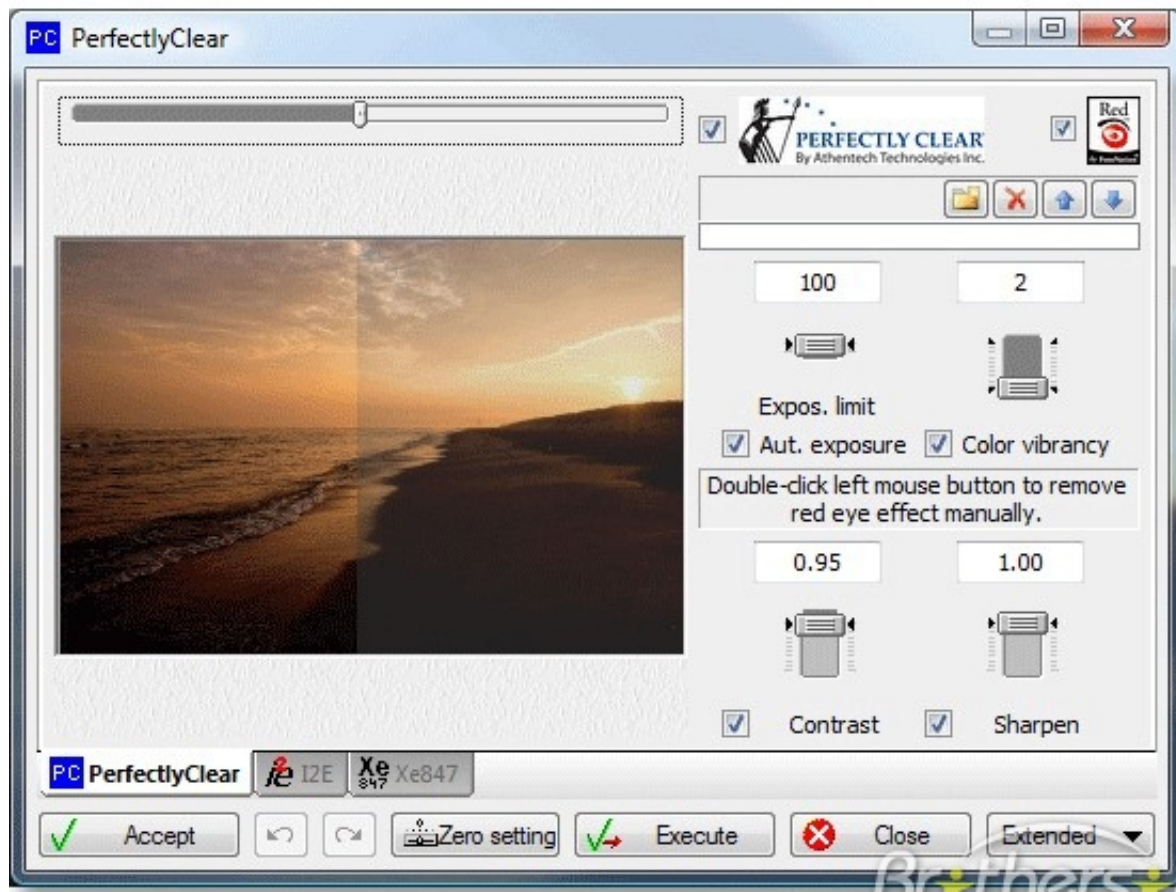 PC PerfectlyClear
PERFECTLY CLEAR
By Athentech Technologies Inc.
Red
100
2
Expos. limit
Aut. exposure
Color vibrancy
Double-click left mouse button to remove
red eye effect manually.
0.95
1.00
Contrast
Sharpen
PC PerfectlyClear
i2e I2E
Xe 847 Xe847
Accept
Zero setting
Execute
Close
Extended
Brothers